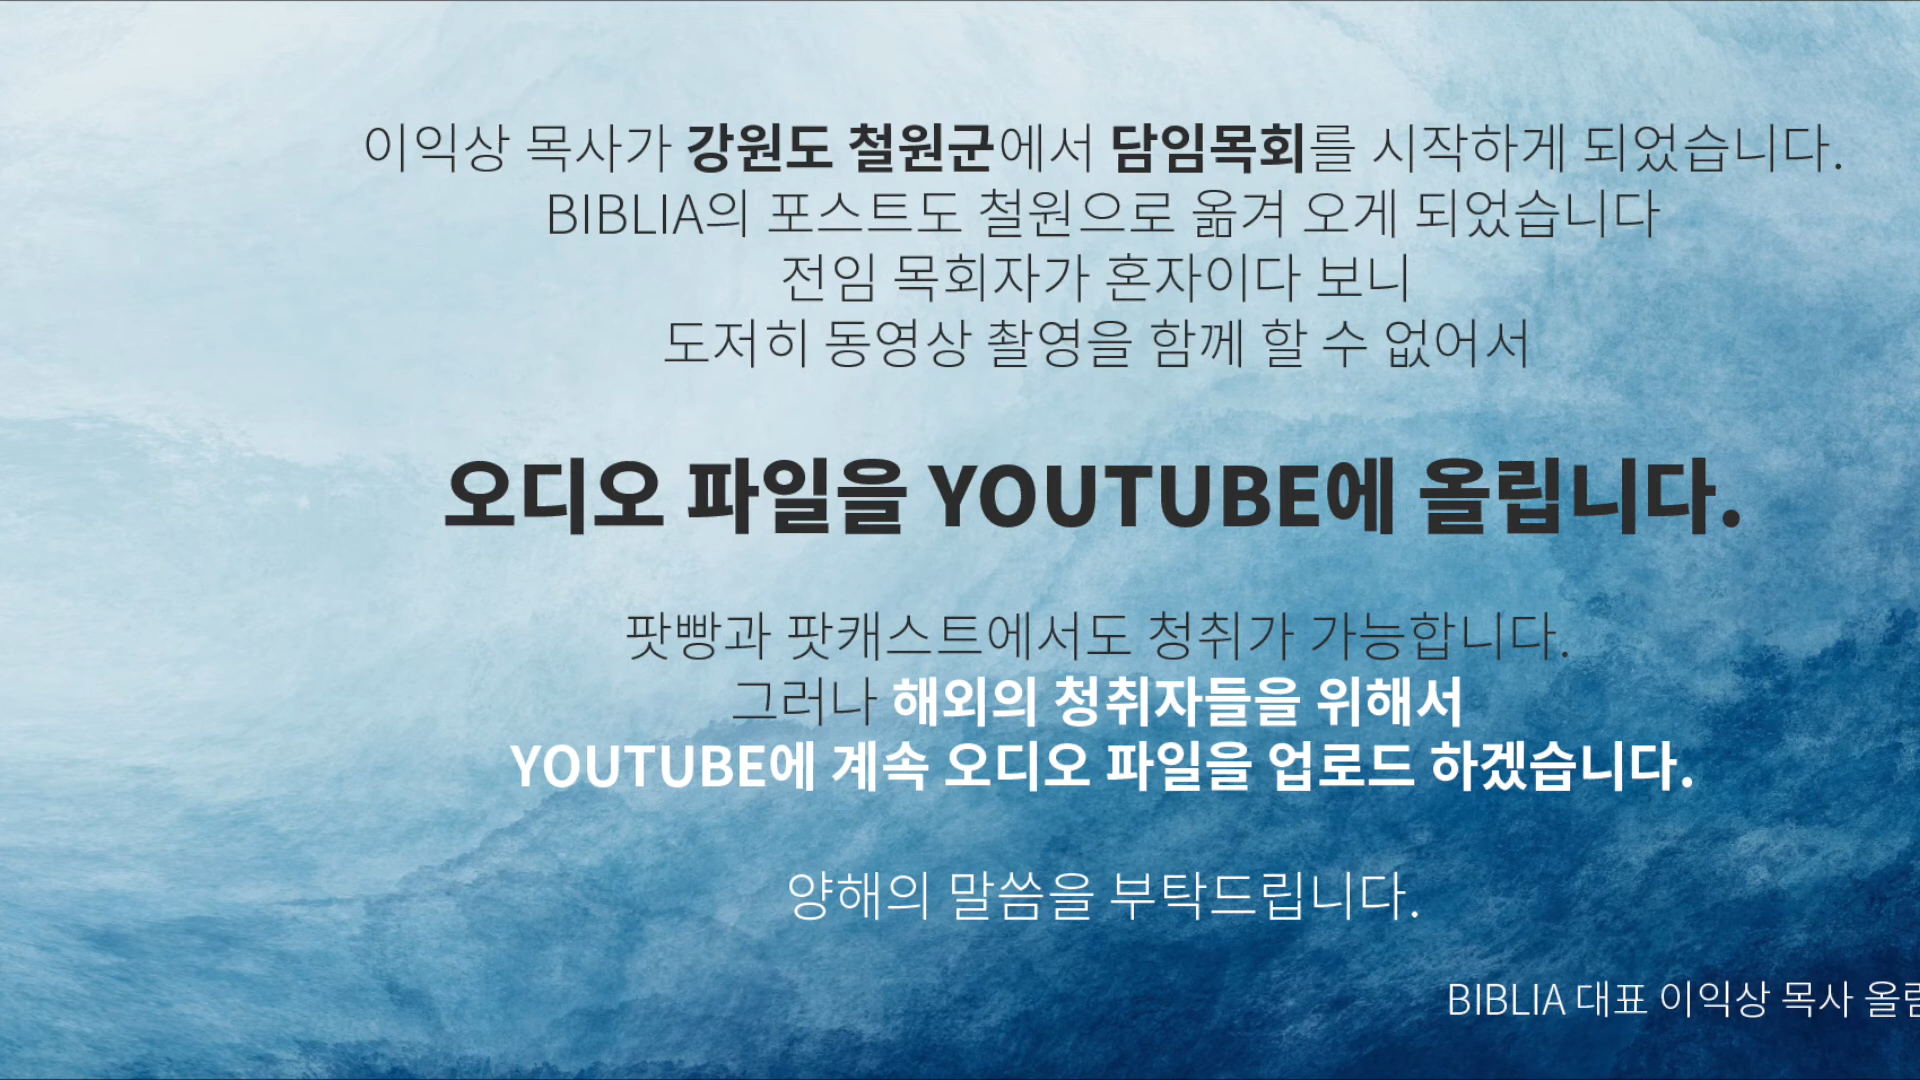 이익상 목사가 강원도 철원군에서 담임목회를 시작하게 되었습니다.
BIBLIA의 포스트도 철원으로 옮겨 오게 되었습니다
전임 목회자가 혼자이다 보니
도저히 동영상 촬영을 함께 할 수 없어서
오디오 파일을 YOUTUBE에 올립니다.
팟빵과 팟캐스트에서도 청취가 가능합니다.
그러나 해외의 청취자들을 위해서
YOUTUBE에 계속 오디오 파일을 업로드 하겠습니다.
양해의 말씀을 부탁드립니다.
BIBLIA 대표 이익상 목사 올림